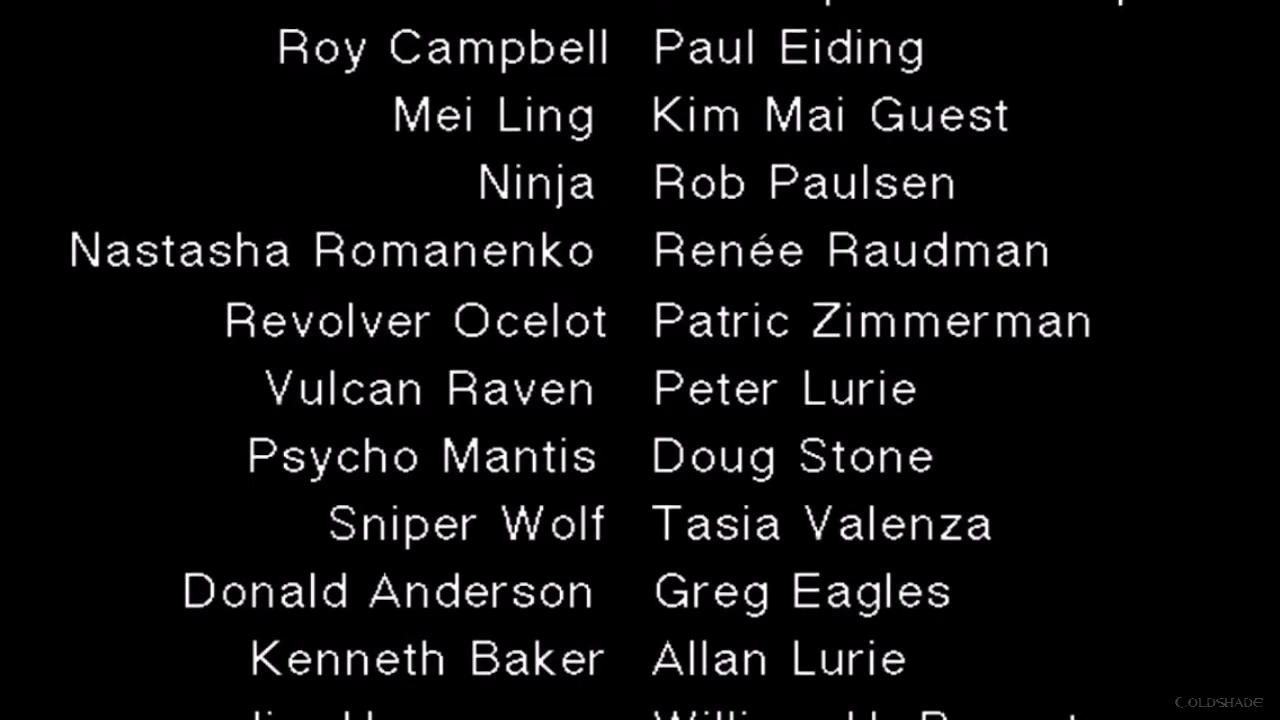 Roy Campbell Paul Eiding
Mei Ling Kim Mai Guest
Ninja Rob Paulsen
Nastasha Romanenko Renée Raudman
Revolver Ocelot Patric Zimmerman
Vulcan Raven Peter Lurie
Psycho Mantis Doug Stone
Sniper Wolf Tasia Valenza
Donald Anderson Greg Eagles
Kenneth Baker Allan Lurie
COLDSHADE